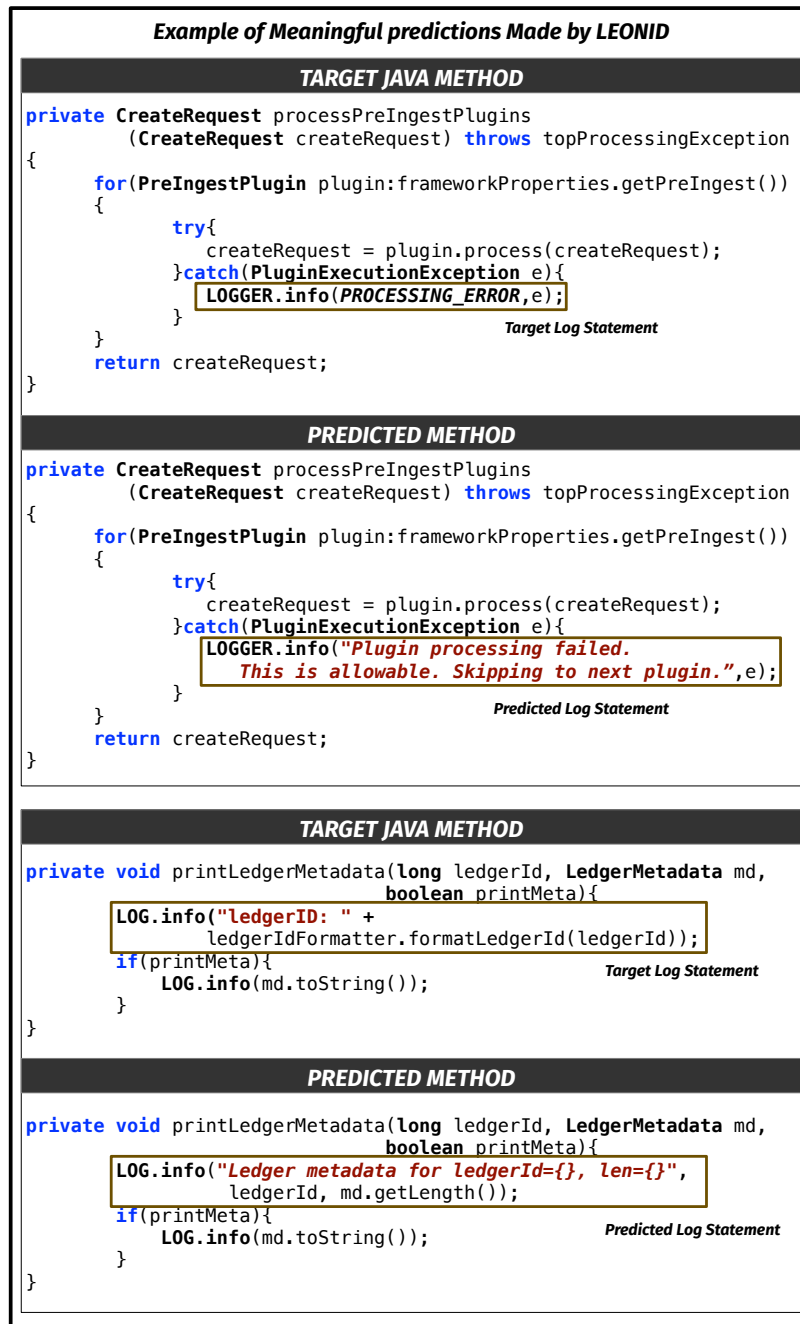 Example of Meaningful predictions Made by LEONID
TARGET JAVA METHOD
private CreateRequest processPreIngestPlugins
(CreateRequest createRequest) throws topProcessingException
{
for(PreIngestPlugin plugin:frameworkProperties.getPreIngest())
{
try{
createRequest = plugin.process(createRequest);
}catch(PluginExecutionException e){
LOGGER.info(PROCESSING_ERROR,e);
}
Target Log Statement
}
return createRequest;
}
PREDICTED METHOD
private CreateRequest processPreIngestPlugins
(CreateRequest createRequest) throws topProcessingException
{
for(PreIngestPlugin plugin:frameworkProperties.getPreIngest())
{
try{
createRequest = plugin.process(createRequest);
}catch(PluginExecutionException e){
LOGGER.info("Plugin processing failed.
This is allowable. Skipping to next plugin.”,e);
}
Predicted Log Statement
}
return createRequest;
}
TARGET JAVA METHOD
private void printLedgerMetadata(long ledgerId, LedgerMetadata md,
boolean printMeta){
LOG.info("ledgerID: " +
ledgerIdFormatter.formatLedgerId(ledgerId));
if(printMeta){
Target Log Statement
LOG.info(md.toString());
}
}
PREDICTED METHOD
private void printLedgerMetadata(long ledgerId, LedgerMetadata md,
boolean printMeta){
LOG.info("Ledger metadata for ledgerId={}, len={}",
ledgerId, md.getLength());
if(printMeta){
Predicted Log Statement
LOG.info(md.toString());
}
}